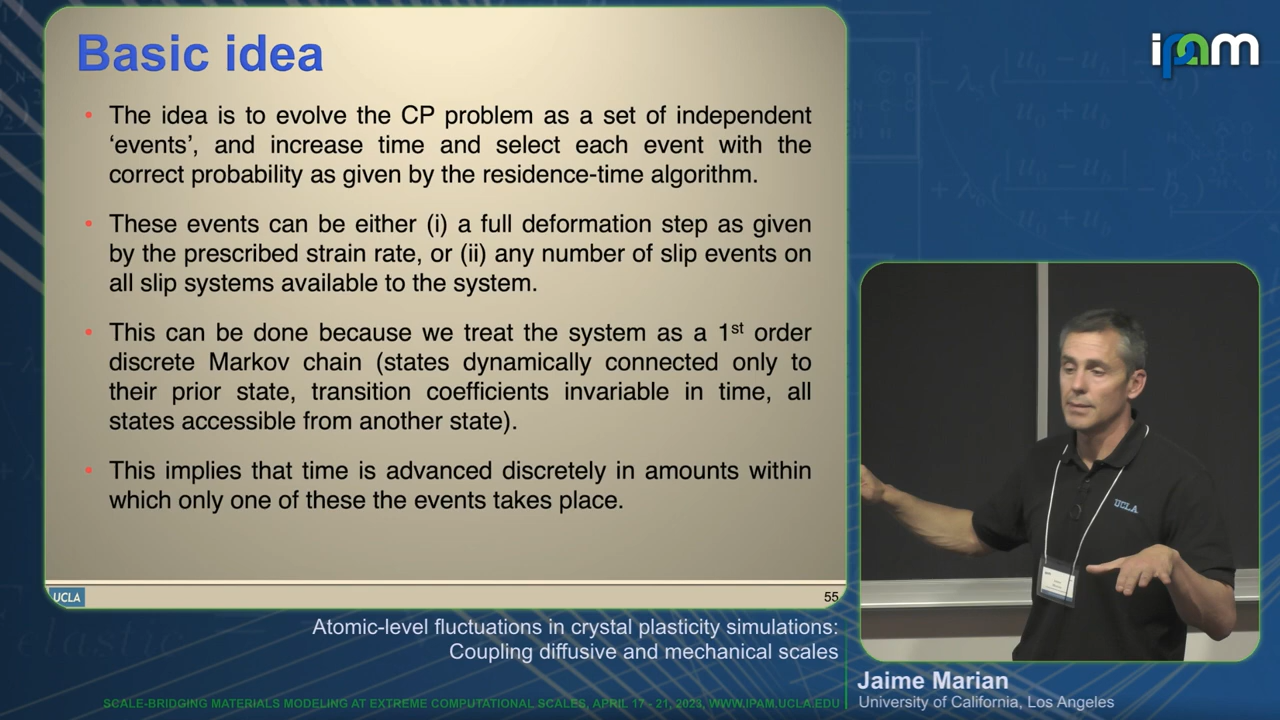 Basic idea
• The idea is to evolve the CP problem as a set of independent
‘events’, and increase time and select each event with the
correct probability as given by the residence-time algorithm.
• These events can be either (i) a full deformation step as given
by the prescribed strain rate, or (ii) any number of slip events on
all slip systems available to the system.
• This can be done because we treat the system as a 1st order
discrete Markov chain (states dynamically connected only to
their prior state, transition coefficients invariable in time, all
states accessible from another state).
• This implies that time is advanced discretely in amounts within
which only one of these the events takes place.
UCLA
55
ipam
UCLA
Atomic-level fluctuations in crystal plasticity simulations:
Coupling diffusive and mechanical scales
Jaime Marian
University of California, Los Angeles
SCALE-BRIDGING MATERIALS MODELING AT EXTREME COMPUTATIONAL SCALES, APRIL 17 - 21, 2023, WWW.IPAM.UCLA.EDU
elastic